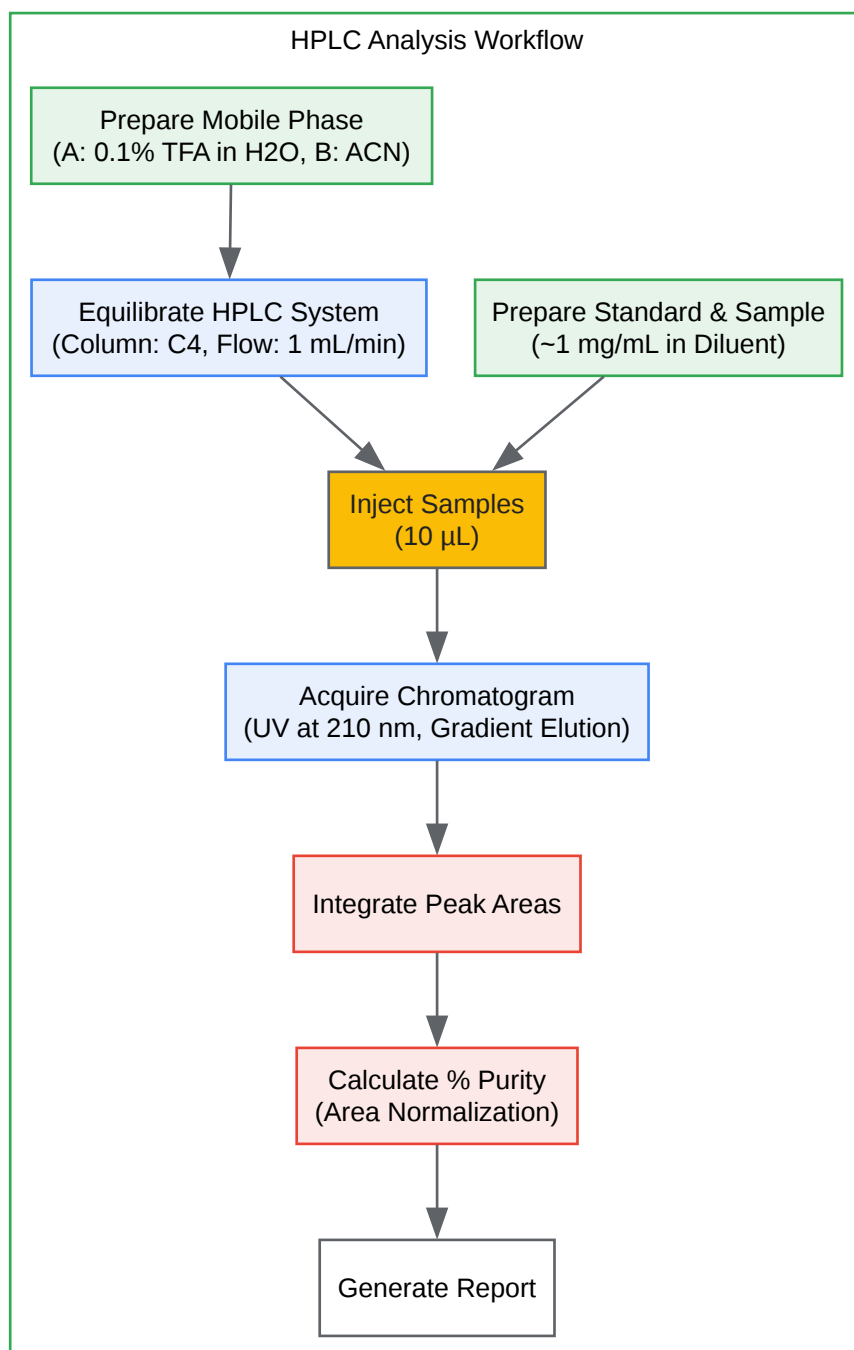 HPLC Analysis Workflow
Prepare Mobile Phase
(A: 0.1% TFA in H2O, B: ACN)
Equilibrate HPLC System
(Column: C4, Flow: 1 mL/min)
Prepare Standard & Sample
(~1 mg/mL in Diluent)
Inject Samples
(10 µL)
Acquire Chromatogram
(UV at 210 nm, Gradient Elution)
Integrate Peak Areas
Calculate % Purity
(Area Normalization)
Generate Report